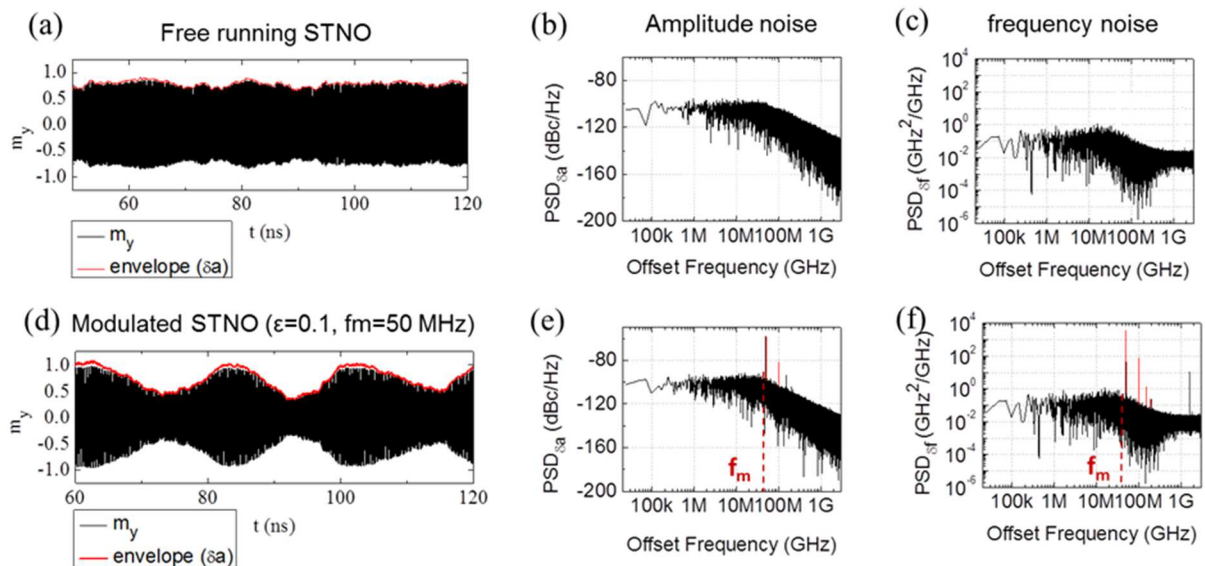 (a)
Free running STNO
1.0
0.5
0.0
-0.5
-1.0
m_y
60 80 100 120
t (ns)
m_y
envelope (δa)
(b)
Amplitude noise
-80
-120
-160
-200
PSD_δa (dBc/Hz)
100k 1M 10M 100M 1G
Offset Frequency (GHz)
(c)
frequency noise
10^4
10^2
10^0
10^-2
10^-4
10^-6
PSD_δf (GHz^2/GHz)
100k 1M 10M 100M 1G
Offset Frequency (GHz)
(d)
Modulated STNO (ε=0.1, fm=50 MHz)
1.0
0.5
0.0
-0.5
-1.0
m_y
60 80 100 120
t (ns)
m_y
envelope (δa)
(e)
-80
-120
-160
-200
PSD_δa (dBc/Hz)
f_m
100k 1M 10M 100M 1G
Offset Frequency (GHz)
(f)
10^4
10^2
10^0
10^-2
10^-4
10^-6
PSD_δf (GHz^2/GHz)
f_m
100k 1M 10M 100M 1G
Offset Frequency (GHz)